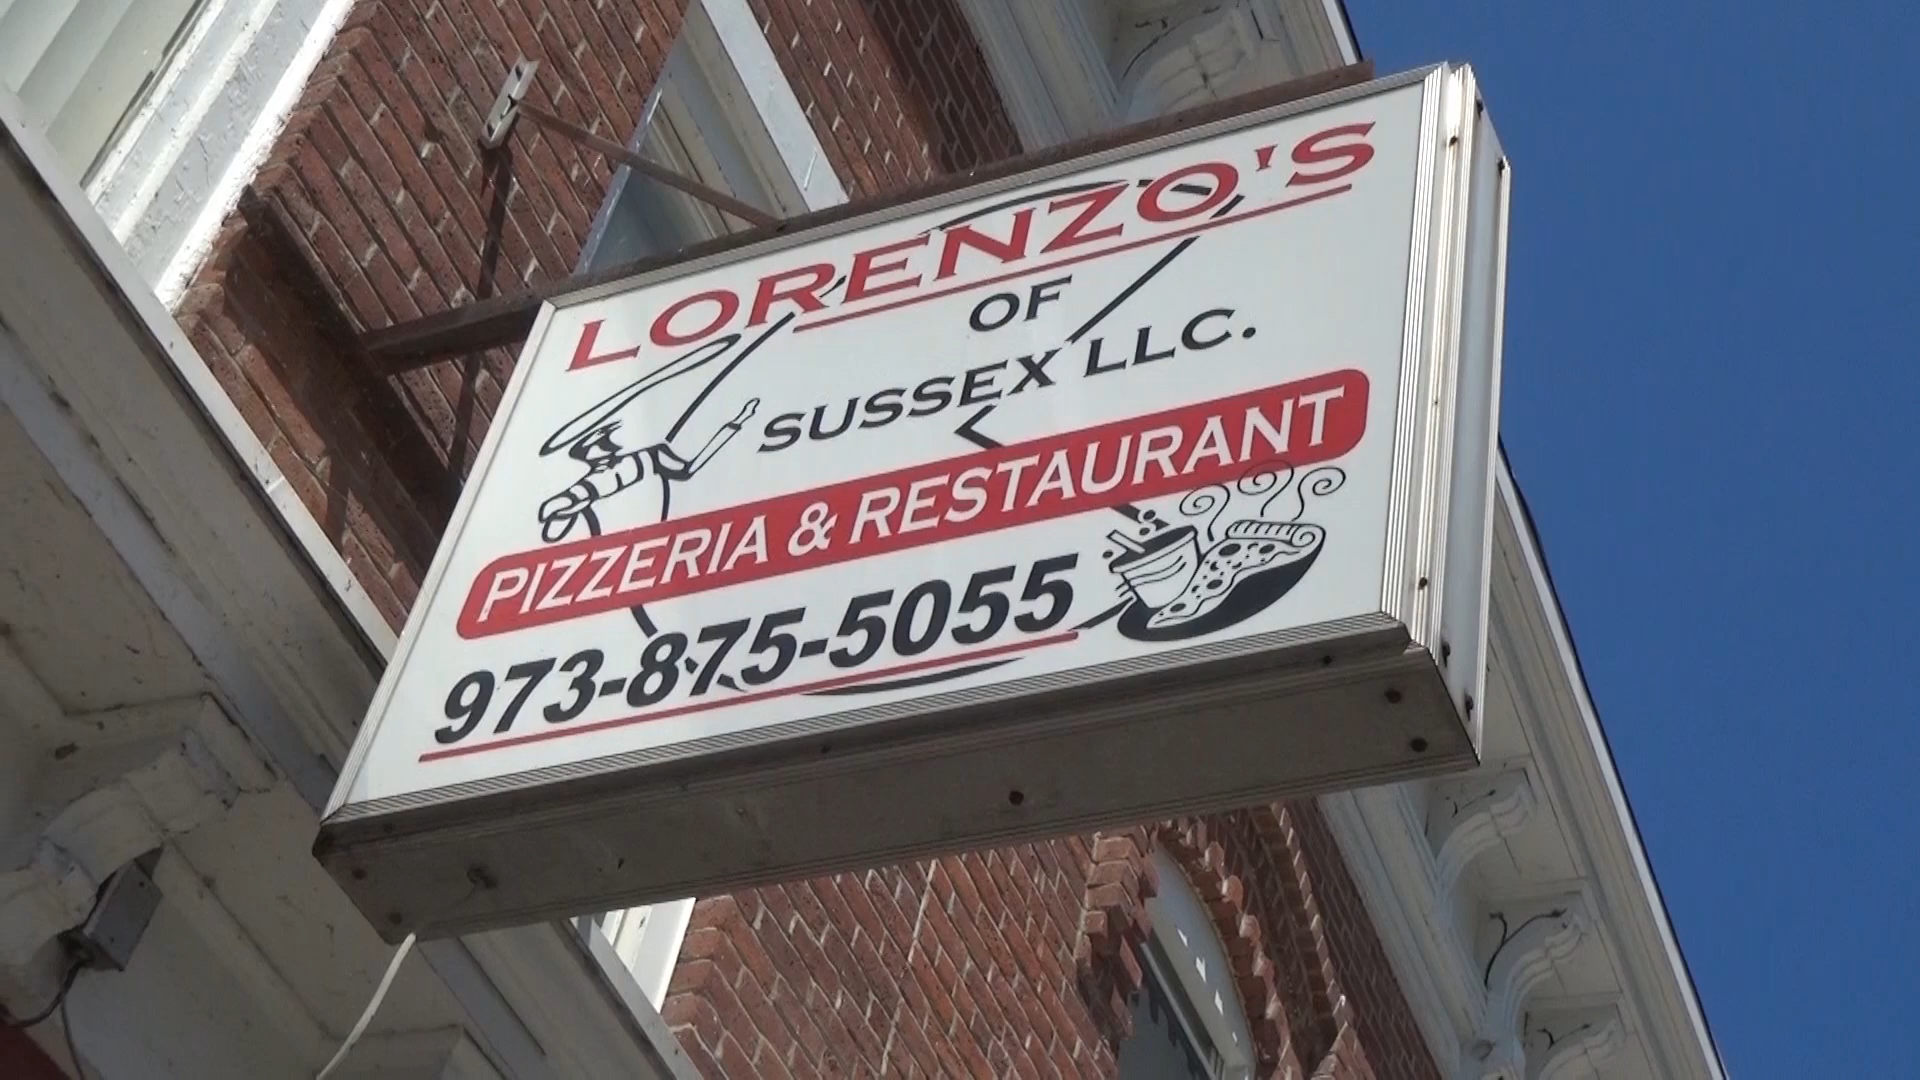 LORENZO'S
OF
SUSSEX LLC.
PIZZERIA & RESTAURANT
973-875-5055